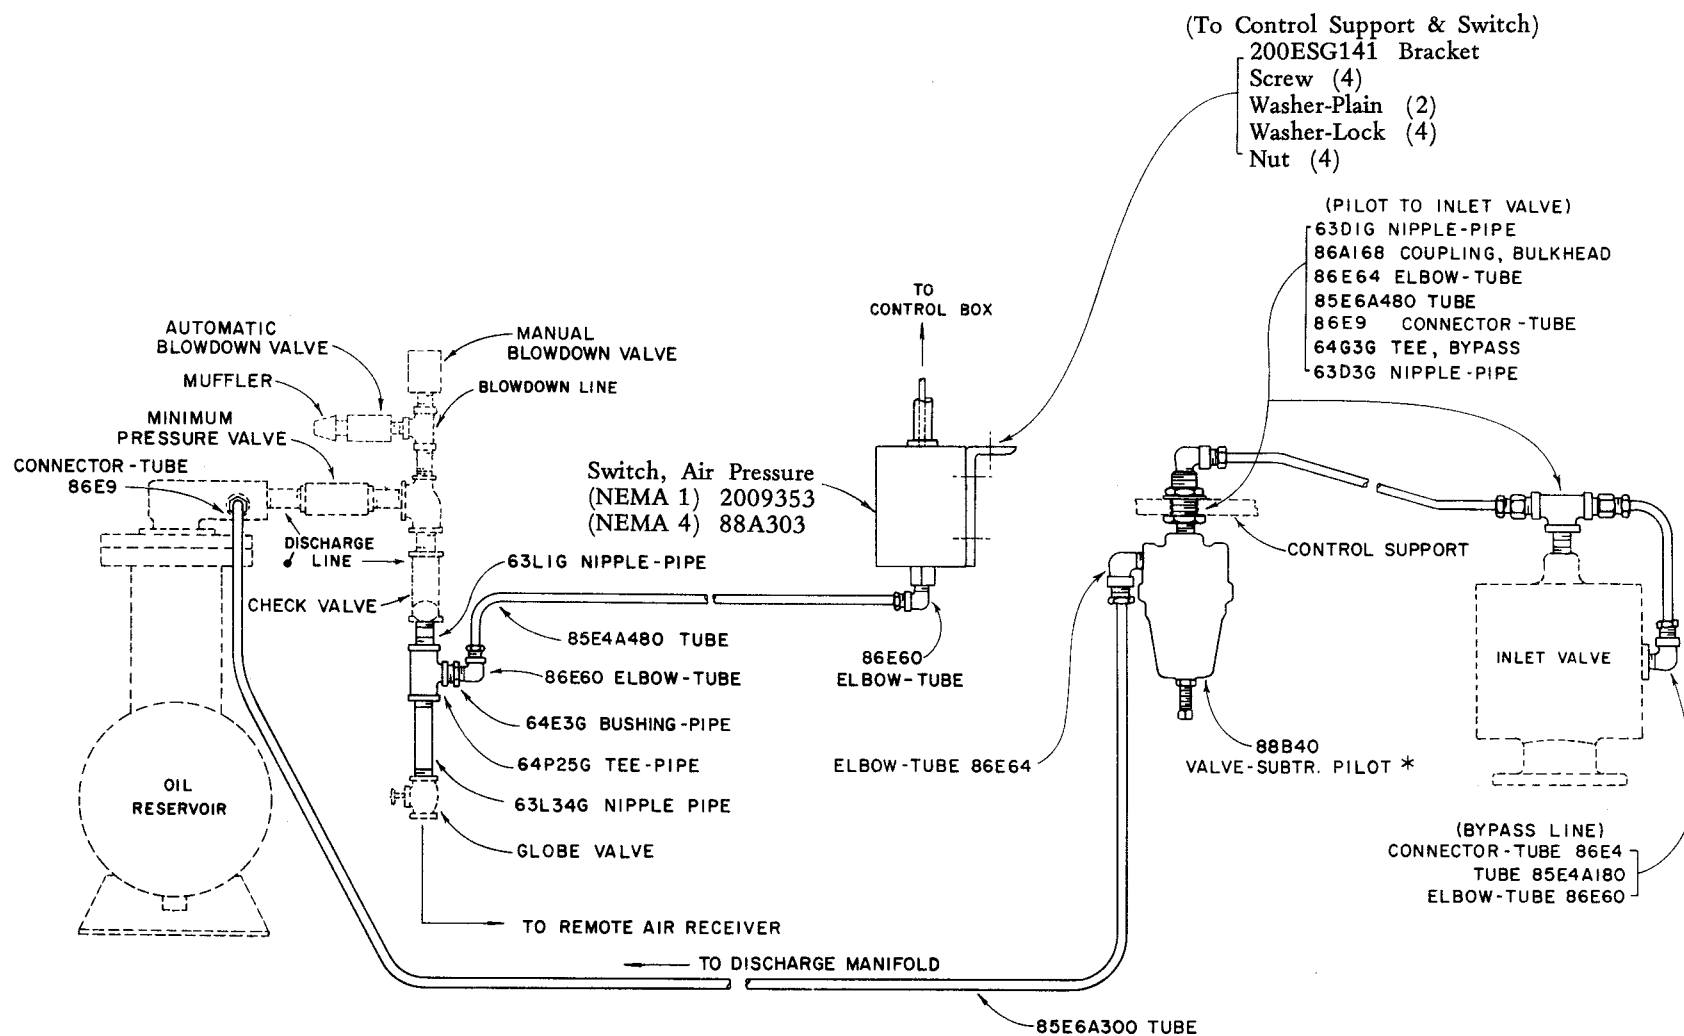 (To Control Support & Switch)
200ESG141 Bracket
Screw (4)
Washer-Plain (2)
Washer-Lock (4)
Nut (4)
(PILOT TO INLET VALVE)
63D1G NIPPLE-PIPE
86A168 COUPLING, BULKHEAD
86E64 ELBOW-TUBE
85E6A480 TUBE
86E9 CONNECTOR-TUBE
64G3G TEE, BYPASS
63D3G NIPPLE-PIPE
TO
CONTROL BOX
AUTOMATIC
BLOWDOWN VALVE
MANUAL
BLOWDOWN VALVE
MUFFLER
BLOWDOWN LINE
MINIMUM
PRESSURE VALVE
CONNECTOR-TUBE
86E9
Switch, Air Pressure
(NEMA 1) 2009353
(NEMA 4) 88A303
DISCHARGE
LINE
63L1G NIPPLE-PIPE
CONTROL SUPPORT
CHECK VALVE
85E4A480 TUBE
86E60
ELBOW-TUBE
INLET VALVE
86E60 ELBOW-TUBE
64E3G BUSHING-PIPE
64P25G TEE-PIPE
ELBOW-TUBE 86E64
88B40
VALVE-SUBTR. PILOT *
OIL
RESERVOIR
63L34G NIPPLE PIPE
GLOBE VALVE
(BYPASS LINE)
CONNECTOR-TUBE 86E4
TUBE 85E4A180
ELBOW-TUBE 86E60
TO REMOTE AIR RECEIVER
TO DISCHARGE MANIFOLD
85E6A300 TUBE